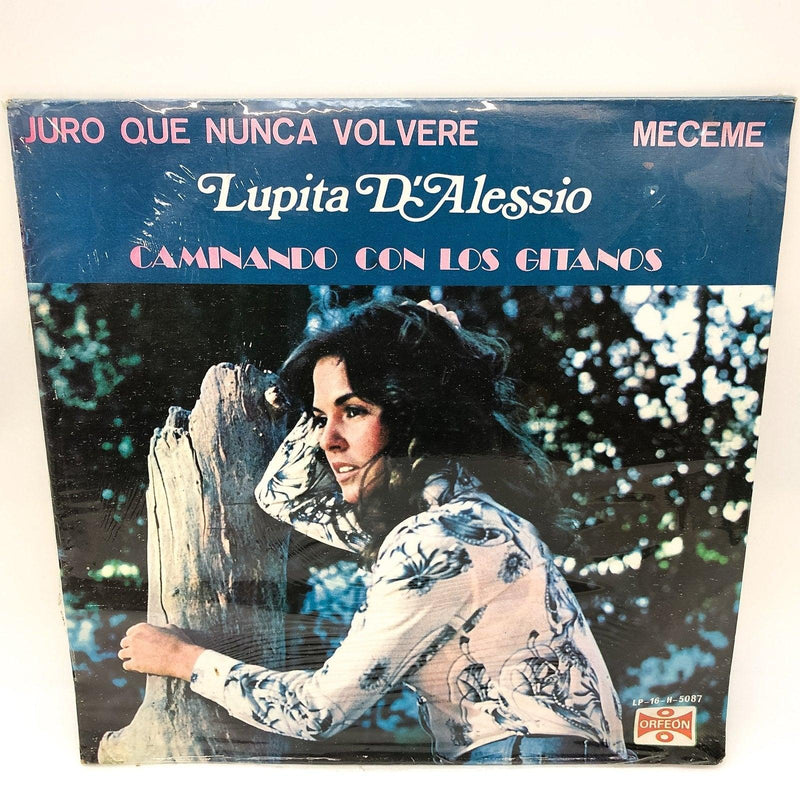 JURO QUE NUNCA VOLVERE MECEME
Lupita D'Alessio
CAMINANDO CON LOS GITANOS
LP-16-H-5087
ORFEON